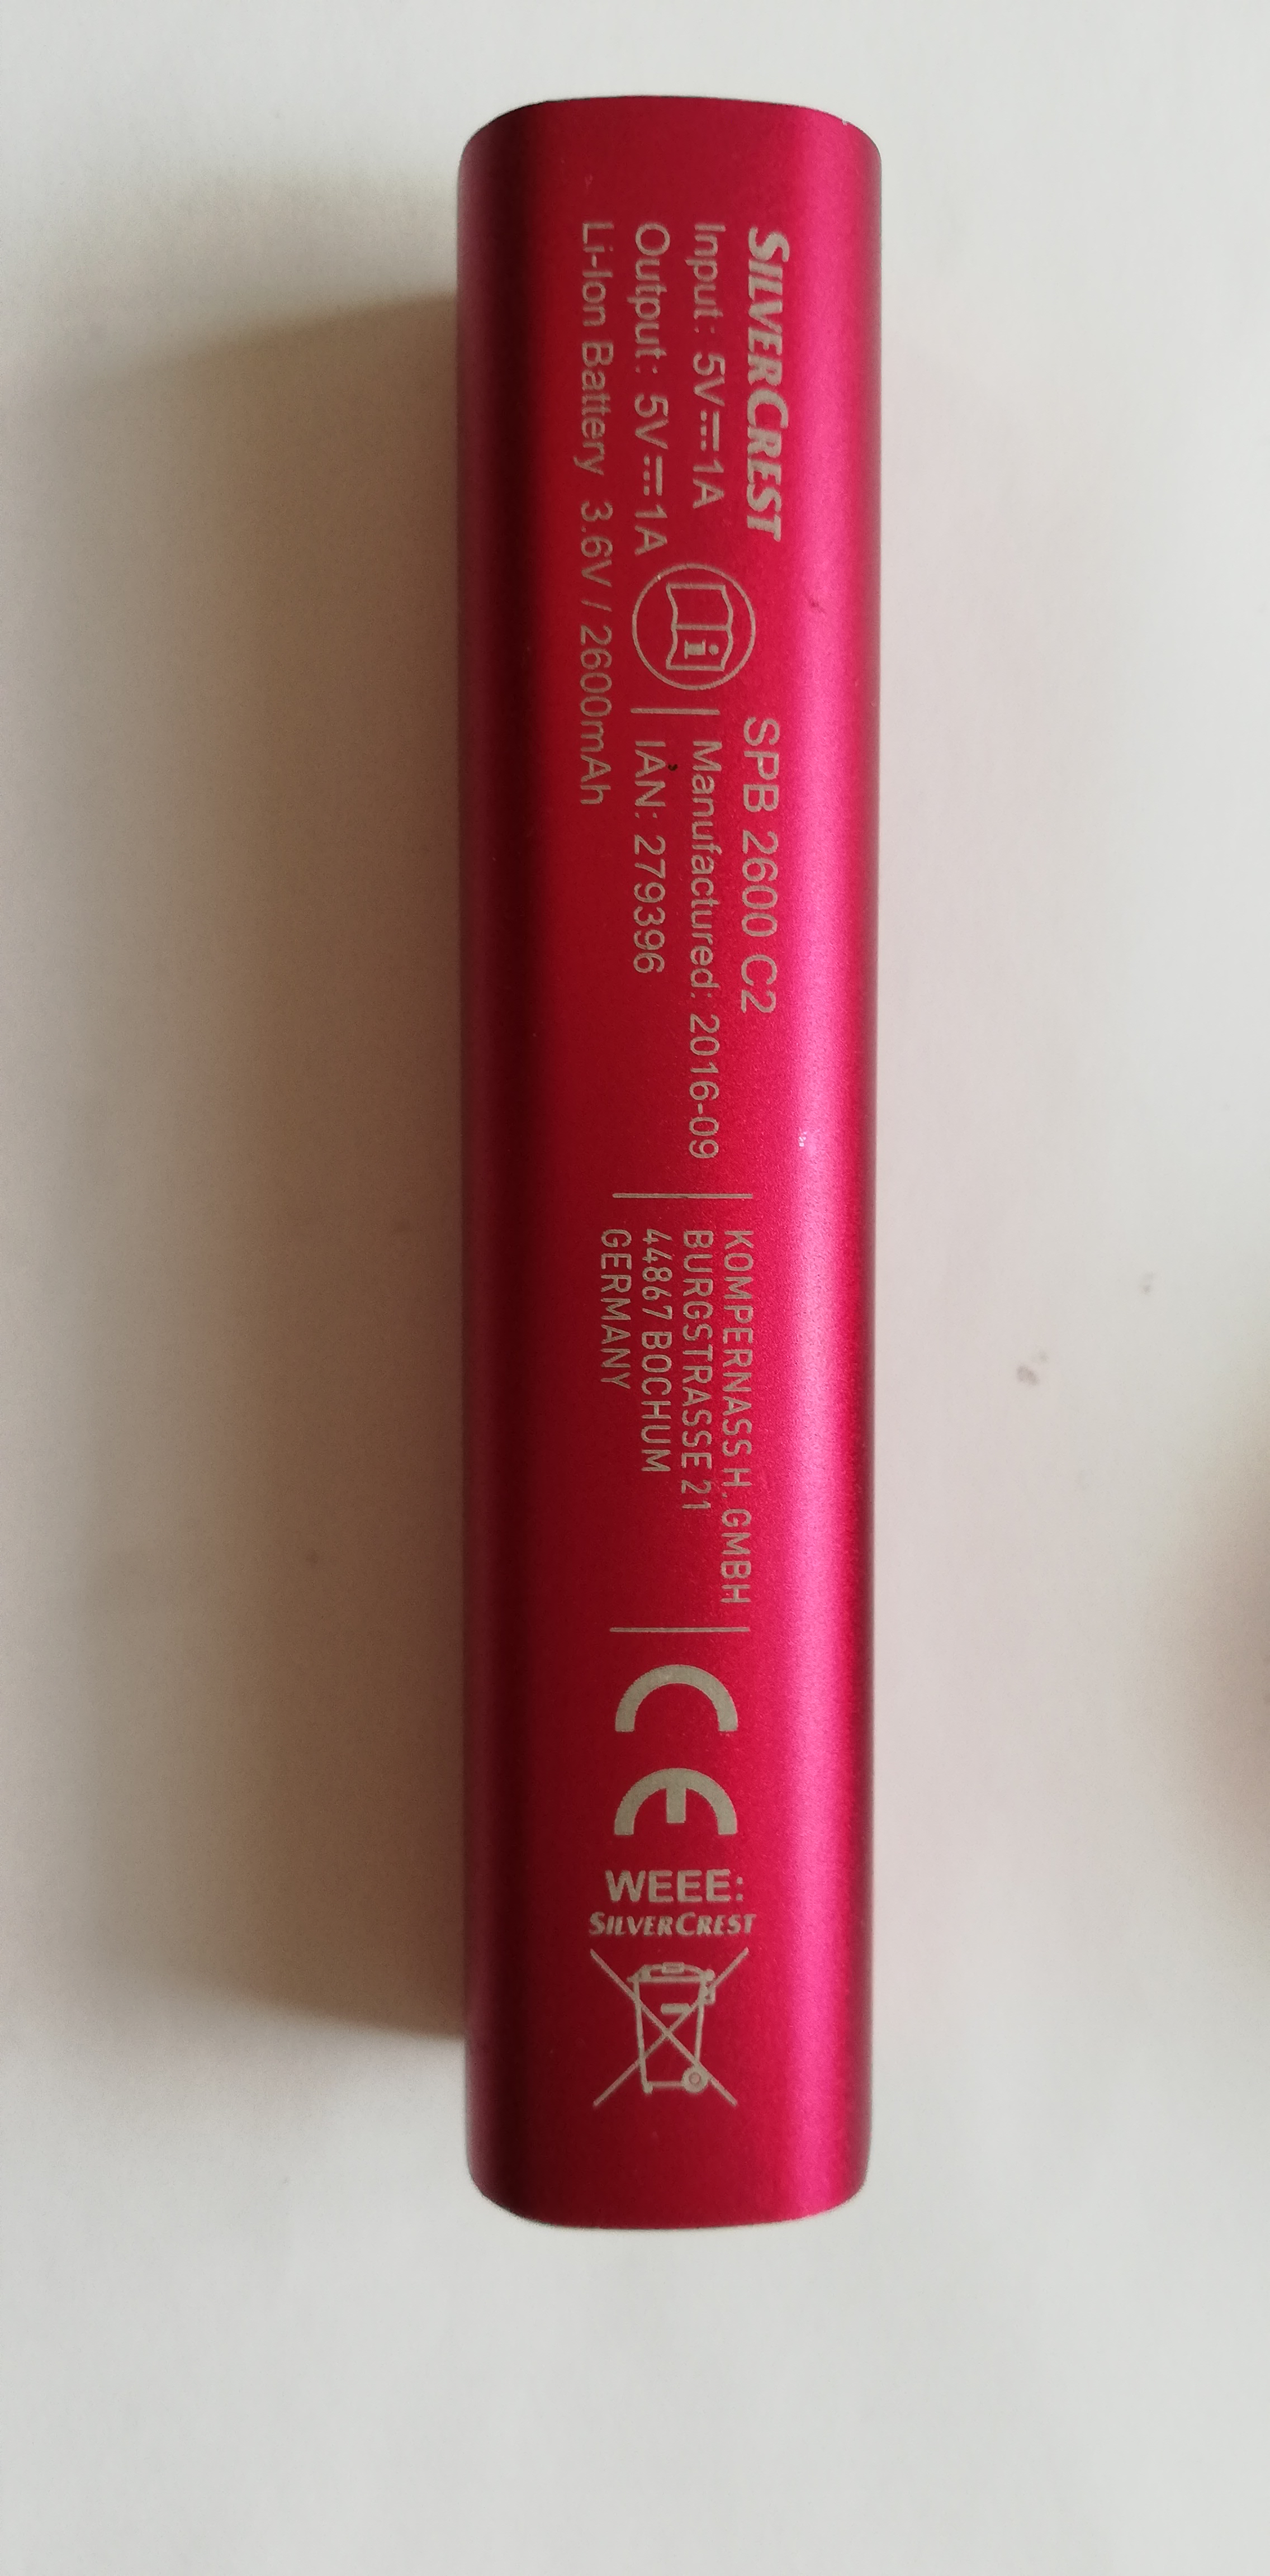 SILVERCREST SPB 2600 C2
Input: 5V⎓1A | Manufactured: 2016-09
Output: 5V⎓1A | IAN: 279396
Li-Ion Battery 3.6V / 2600mAh
i
KOMPERNASS H. GMBH
BURGSTRASSE 21
44867 BOCHUM
GERMANY
CE
WEEE:
SILVERCREST